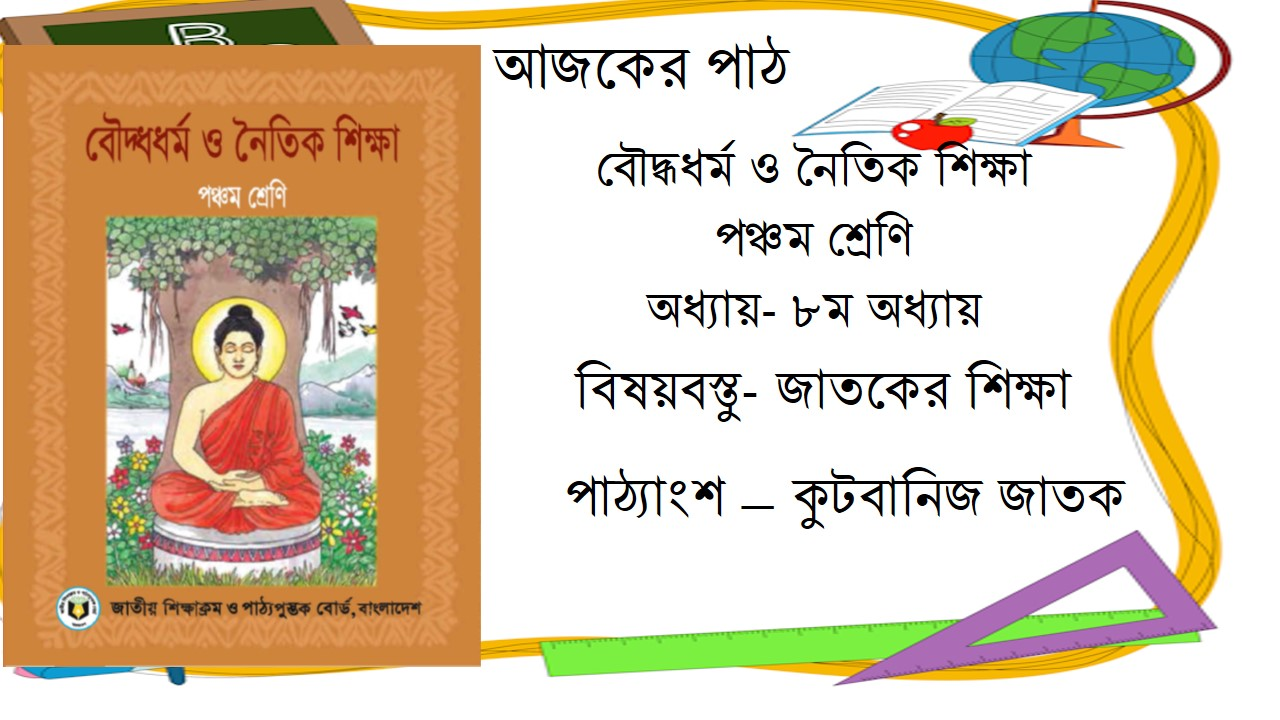 B
বৌদ্ধধর্ম ও নৈতিক শিক্ষা
পঞ্চম শ্রেণি
জাতীয় শিক্ষাক্রম ও পাঠ্যপুস্তক বোর্ড, বাংলাদেশ
আজকের পাঠ
বৌদ্ধধর্ম ও নৈতিক শিক্ষা
পঞ্চম শ্রেণি
অধ্যায়- ৮ম অধ্যায়
বিষয়বস্তু- জাতকের শিক্ষা
পাঠ্যাংশ – কুটবানিজ জাতক